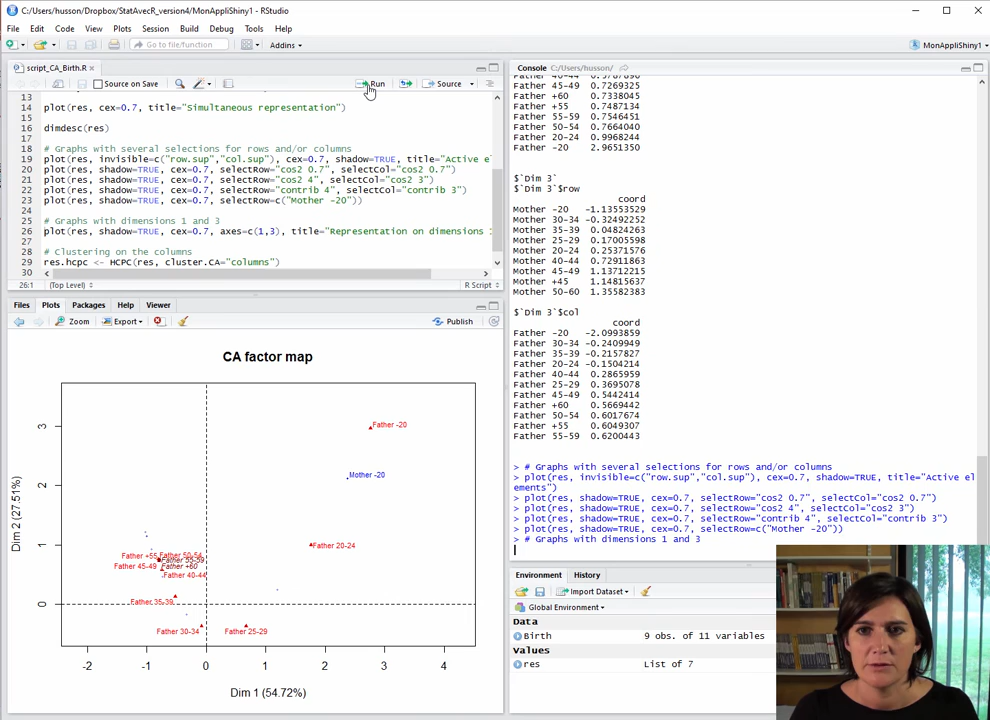 C:/Users/husson/Dropbox/StatAvecR_version4/MonAppliShiny1 - RStudio
File Edit Code View Plots Session Build Debug Tools Help
Go to file/function Addins MonAppliShiny1
script_CA_Birth.R
Source on Save Run Source
13
14 plot(res, cex=0.7, title="Simultaneous representation")
15
16 dimdesc(res)
17
18 # Graphs with several selections for rows and/or columns
19 plot(res, invisible=c("row.sup","col.sup"), cex=0.7, shadow=TRUE, title="Active e
20 plot(res, shadow=TRUE, cex=0.7, selectRow="cos2 0.7", selectCol="cos2 0.7")
21 plot(res, shadow=TRUE, cex=0.7, selectRow="cos2 4", selectCol="cos2 3")
22 plot(res, shadow=TRUE, cex=0.7, selectRow="contrib 4", selectCol="contrib 3")
23 plot(res, shadow=TRUE, cex=0.7, selectRow=c("Mother -20"))
24
25 # Graphs with dimensions 1 and 3
26 plot(res, shadow=TRUE, cex=0.7, axes=c(1,3), title="Representation on dimensions
27
28 # Clustering on the columns
29 res.hcpc <- HCPC(res, cluster.CA="columns")
30
26:1 (Top Level) R Script
Files Plots Packages Help Viewer
Zoom Export Publish
CA factor map
Dim 2 (27.51%)
3
2
1
0
Father -20
Mother -20
Father 20-24
Father +55
Father 50-54
Father 55-59
Father 45-49
Father +60
Father 40-44
Father 35-39
Father 30-34
Father 25-29
-2 -1 0 1 2 3 4
Dim 1 (54.72%)
Console C:/Users/husson/
Father 45-49 0.7269325
Father +60 0.7338045
Father +55 0.7487134
Father 55-59 0.7546451
Father 50-54 0.7664040
Father 20-24 0.9968244
Father -20 2.9651350
$`Dim 3`
$`Dim 3`$row
coord
Mother -20 -1.13553529
Mother 30-34 -0.32492252
Mother 35-39 0.04824263
Mother 25-29 0.17005598
Mother 20-24 0.25371576
Mother 40-44 0.72911863
Mother 45-49 1.13712215
Mother +45 1.14815637
Mother 50-60 1.35582383
$`Dim 3`$col
coord
Father -20 -2.0993859
Father 30-34 -0.2409949
Father 35-39 -0.2157827
Father 20-24 -0.1504214
Father 40-44 0.2865959
Father 25-29 0.3695078
Father 45-49 0.5442414
Father +60 0.5669442
Father 50-54 0.6017674
Father +55 0.6049307
Father 55-59 0.6200443
> # Graphs with several selections for rows and/or columns
> plot(res, invisible=c("row.sup","col.sup"), cex=0.7, shadow=TRUE, title="Active el
ements")
> plot(res, shadow=TRUE, cex=0.7, selectRow="cos2 0.7", selectCol="cos2 0.7")
> plot(res, shadow=TRUE, cex=0.7, selectRow="cos2 4", selectCol="cos2 3")
> plot(res, shadow=TRUE, cex=0.7, selectRow="contrib 4", selectCol="contrib 3")
> plot(res, shadow=TRUE, cex=0.7, selectRow=c("Mother -20"))
> # Graphs with dimensions 1 and 3
Environment History
Import Dataset
Global Environment
Data
Birth 9 obs. of 11 variables
Values
res List of 7